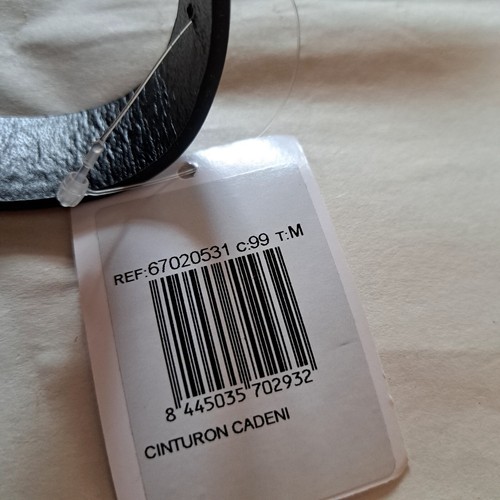 REF:67020531 C:99 T:M
8 445035 702932
CINTURON CADENI